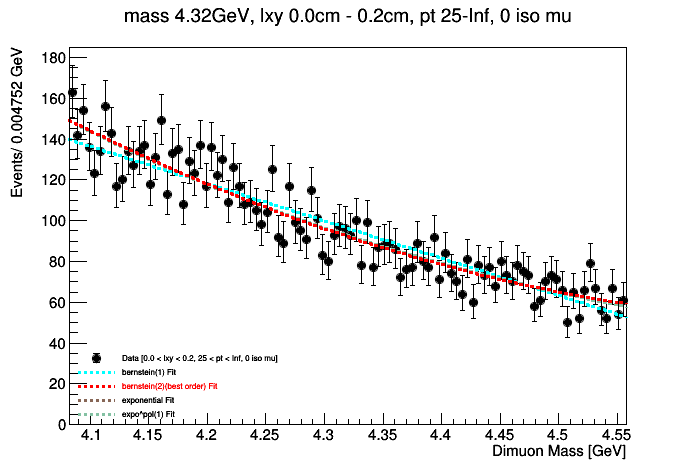 mass 4.32GeV, lxy 0.0cm - 0.2cm, pt 25-Inf, 0 iso mu
Events/ 0.004752 GeV
180
160
140
120
100
80
60
40
20
0
Data [0.0 < lxy < 0.2, 25 < pt < Inf, 0 iso mu]
bernstein(1) Fit
bernstein(2)(best order) Fit
exponential Fit
expo*pol(1) Fit
4.1 4.15 4.2 4.25 4.3 4.35 4.4 4.45 4.5 4.55
Dimuon Mass [GeV]